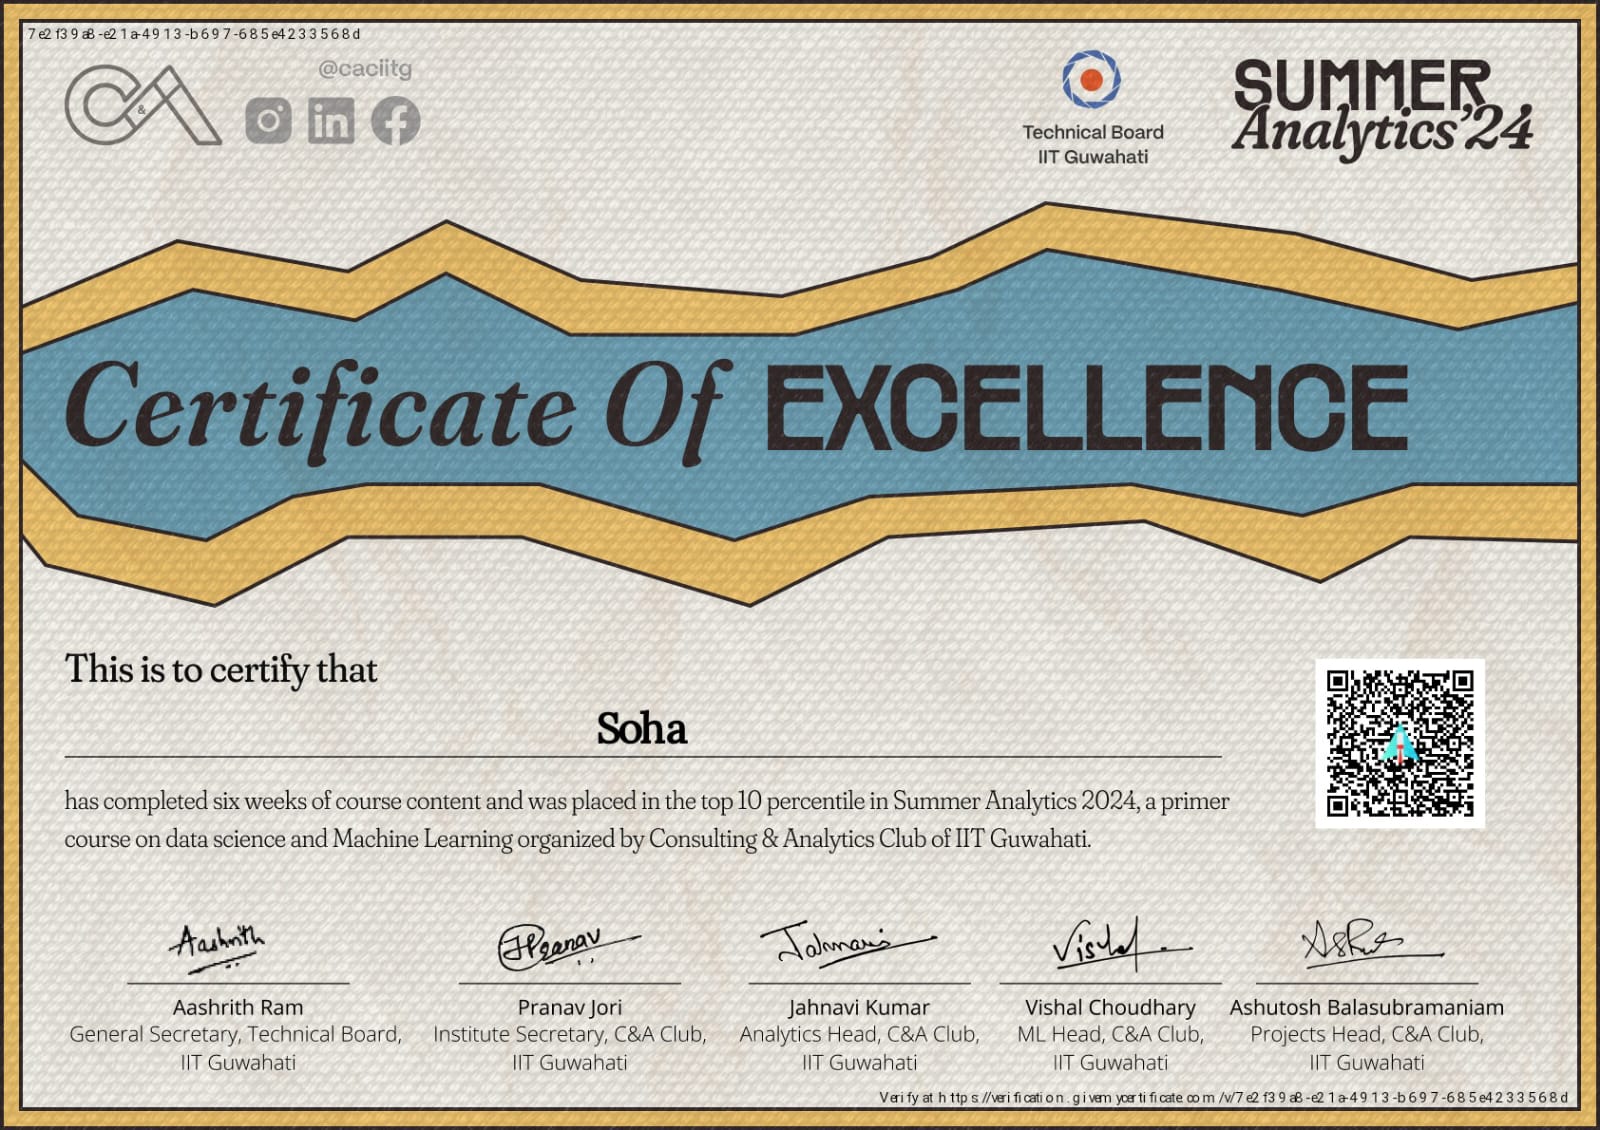 7e2f39a8-e21a-4913-b697-685e4233568d
@caciitg
C&A
Technical Board
IIT Guwahati
SUMMER
Analytics'24
Certificate Of EXCELLENCE
This is to certify that
Soha
has completed six weeks of course content and was placed in the top 10 percentile in Summer Analytics 2024, a primer
course on data science and Machine Learning organized by Consulting & Analytics Club of IIT Guwahati.
Aashrith
Pranav
Jahnavi
Vishal
Aashrith Ram
General Secretary, Technical Board,
IIT Guwahati
Pranav Jori
Institute Secretary, C&A Club,
IIT Guwahati
Jahnavi Kumar
Analytics Head, C&A Club,
IIT Guwahati
Vishal Choudhary
ML Head, C&A Club,
IIT Guwahati
Ashutosh Balasubramaniam
Projects Head, C&A Club,
IIT Guwahati
Verify at https://verification.givemycertificate.com/v/7e2f39a8-e21a-4913-b697-685e4233568d